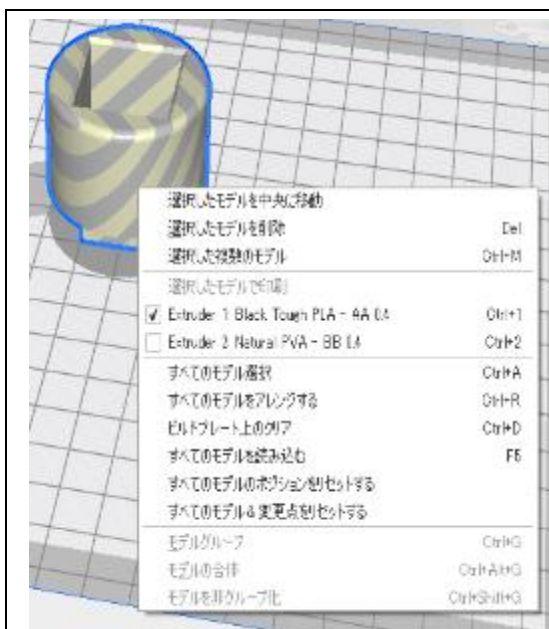 選択したモデルを中央に移動
選択したモデルを削除 Del
選択した複数のモデル Ctrl+M
選択したモデルで印刷
Extruder 1 Black Tough PLA - AA 0.4 Ctrl+1
Extruder 2 Natural PVA - BB 0.4 Ctrl+2
すべてのモデル選択 Ctrl+A
すべてのモデルをアレンジする Ctrl+R
ビルドプレート上のクリア Ctrl+D
すべてのモデルを読み込む F5
すべてのモデルのポジションをリセットする
すべてのモデル&変更点をリセットする
モデルグループ Ctrl+G
モデルの合体 Ctrl+Alt+G
モデルを非グループ化 Ctrl+Shift+G